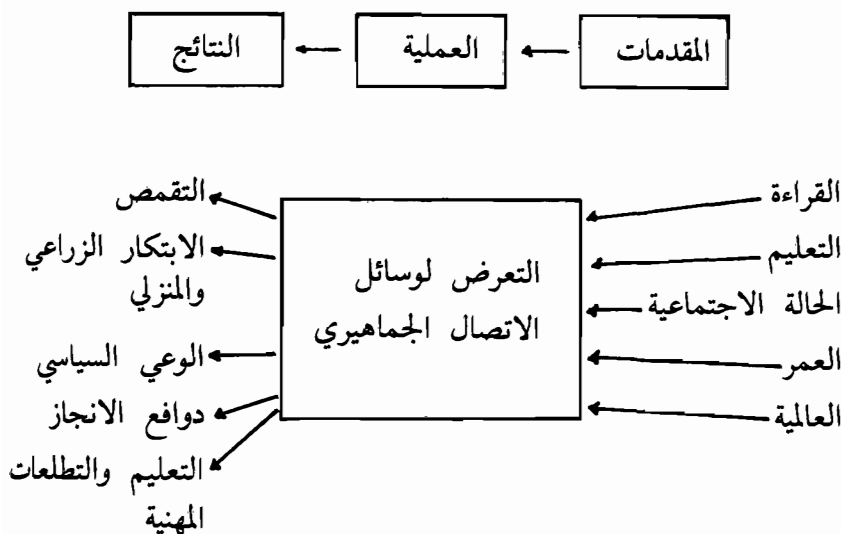 المقدمات
العملية
النتائج
القراءة
التعليم
الحالة الاجتماعية
العمر
العالمية
التعرض لوسائل
الاتصال الجماهيري
التقمص
الابتكار الزراعي
والمنزلي
الوعي السياسي
دوافع الانجاز
التعليم والتطلعات
المهنية